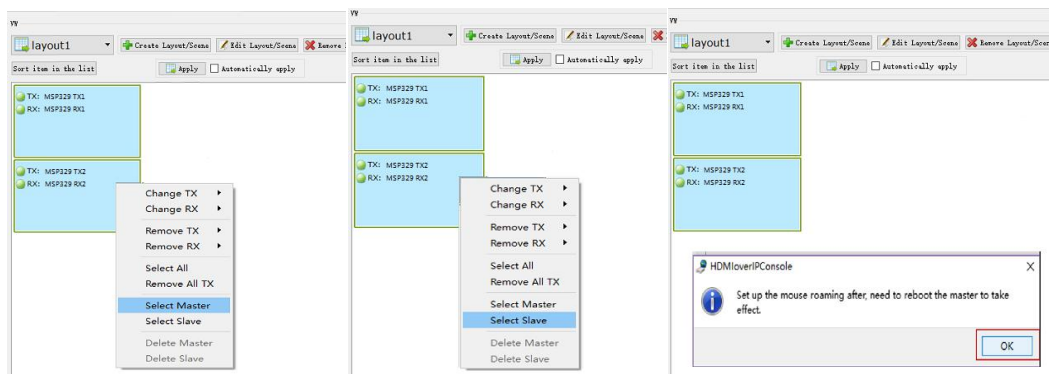 layout1
Create Layout/Scene
Edit Layout/Scene
Remove
Sort item in the list
Apply
Automatically apply
TX: MSP329 TX1
RX: MSP329 RX1
TX: MSP329 TX2
RX: MSP329 RX2
Change TX
Change RX
Remove TX
Remove RX
Select All
Remove All TX
Select Master
Select Slave
Delete Master
Delete Slave
layout1
Create Layout/Scene
Edit Layout/Scene
Sort item in the list
Apply
Automatically apply
TX: MSP329 TX1
RX: MSP329 RX1
TX: MSP329 TX2
RX: MSP329 RX2
Change TX
Change RX
Remove TX
Remove RX
Select All
Remove All TX
Select Master
Select Slave
Delete Master
Delete Slave
layout1
Create Layout/Scene
Edit Layout/Scene
Remove Layout/Scen
Sort item in the list
Apply
Automatically apply
TX: MSP329 TX1
RX: MSP329 RX1
TX: MSP329 TX2
RX: MSP329 RX2
HDMIoverIPConsole
X
Set up the mouse roaming after, need to reboot the master to take
effect.
OK